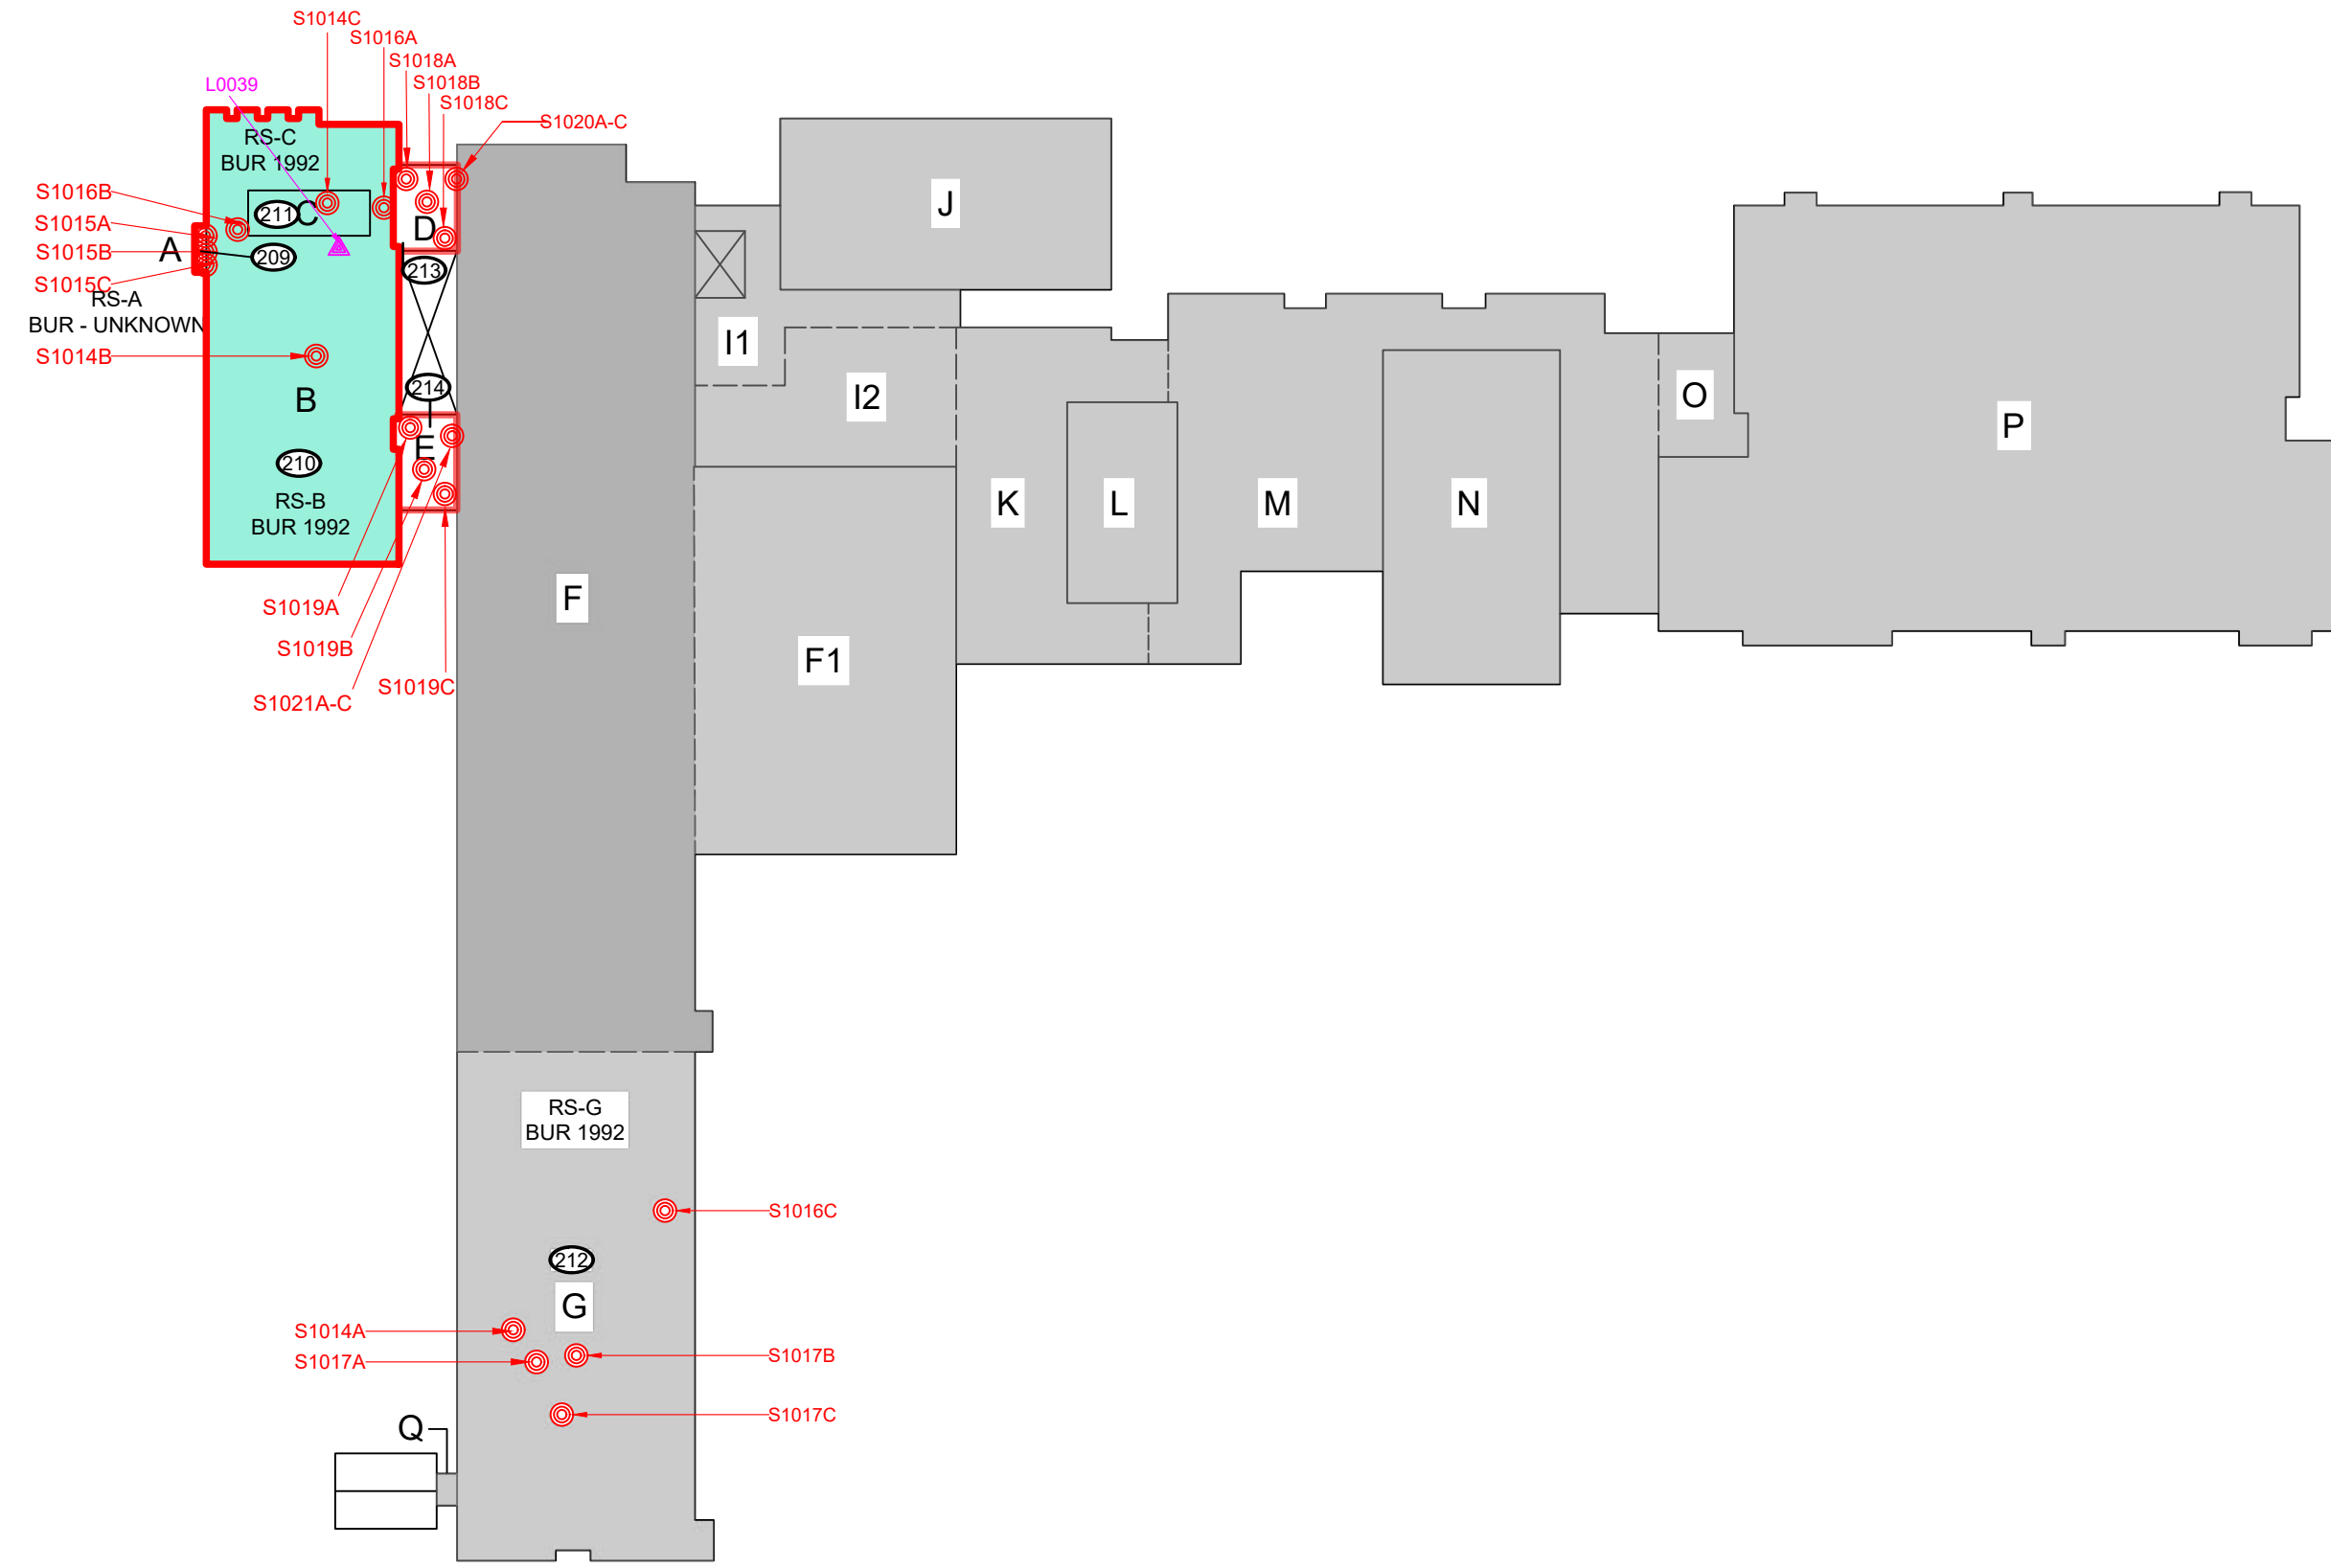 S1014C
S1016A
S1018A
S1018B
S1018C
L0039
S1020A-C
RS-C
BUR 1992
S1016B
S1015A
S1015B
S1015C
A
211
C
209
D
213
RS-A
BUR - UNKNOWN
S1014B
B
214
E
210
RS-B
BUR 1992
S1019A
S1019B
S1019C
S1021A-C
J
I1
I2
F
F1
K
L
M
N
O
P
RS-G
BUR 1992
S1016C
212
G
S1014A
S1017A
S1017B
S1017C
Q